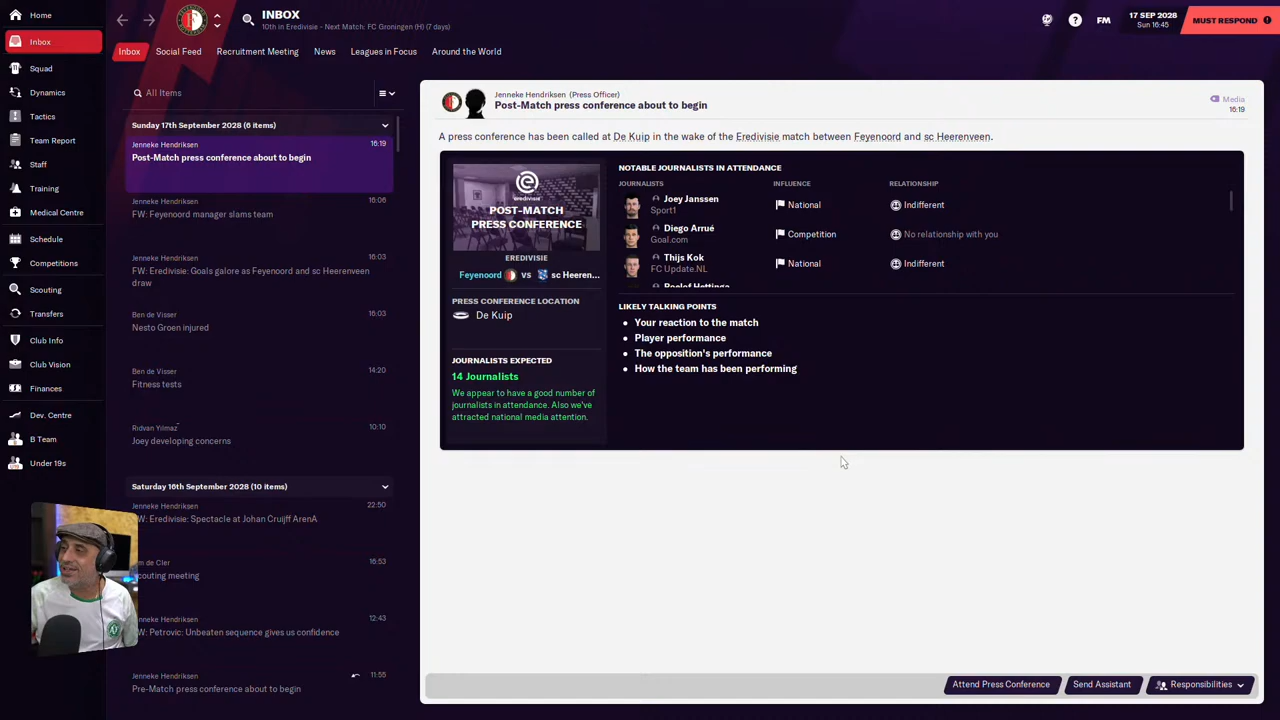 Home
Inbox
Squad
Dynamics
Tactics
Team Report
Staff
Training
Medical Centre
Schedule
Competitions
Scouting
Transfers
Club Info
Club Vision
Finances
Dev. Centre
B Team
Under 19s
INBOX
10th in Eredivisie - Next Match: FC Groningen (H) (7 days)
FM
17 SEP 2028
Sun 16:45
MUST RESPOND
Inbox
Social Feed
Recruitment Meeting
News
Leagues in Focus
Around the World
All Items
Sunday 17th September 2028 (6 items)
Jenneke Hendriksen
16:19
Post-Match press conference about to begin
Jenneke Hendriksen
16:06
FW: Feyenoord manager slams team
Jenneke Hendriksen
16:03
FW: Eredivisie: Goals galore as Feyenoord and sc Heerenveen
draw
Ben de Visser
16:03
Nesto Groen injured
Ben de Visser
14:20
Fitness tests
Rıdvan Yılmaz
10:10
Joey developing concerns
Saturday 16th September 2028 (10 items)
Jenneke Hendriksen
22:50
W: Eredivisie: Spectacle at Johan Cruijff ArenA
m de Cler
16:53
couting meeting
nneke Hendriksen
12:43
W: Petrovic: Unbeaten sequence gives us confidence
Jenneke Hendriksen
11:55
Pre-Match press conference about to begin
Jenneke Hendriksen (Press Officer)
Post-Match press conference about to begin
Media
16:19
A press conference has been called at De Kuip in the wake of the Eredivisie match between Feyenoord and sc Heerenveen.
eredivisie
POST-MATCH
PRESS CONFERENCE
EREDIVISIE
Feyenoord VS sc Heeren...
PRESS CONFERENCE LOCATION
De Kuip
JOURNALISTS EXPECTED
14 Journalists
We appear to have a good number of
journalists in attendance. Also we've
attracted national media attention.
NOTABLE JOURNALISTS IN ATTENDANCE
JOURNALISTS INFLUENCE RELATIONSHIP
Joey Janssen
Sport1
National
Indifferent
Diego Arrué
Goal.com
Competition
No relationship with you
Thijs Kok
FC Update.NL
National
Indifferent
Roelof Hettinga
LIKELY TALKING POINTS
Your reaction to the match
Player performance
The opposition's performance
How the team has been performing
Attend Press Conference
Send Assistant
Responsibilities